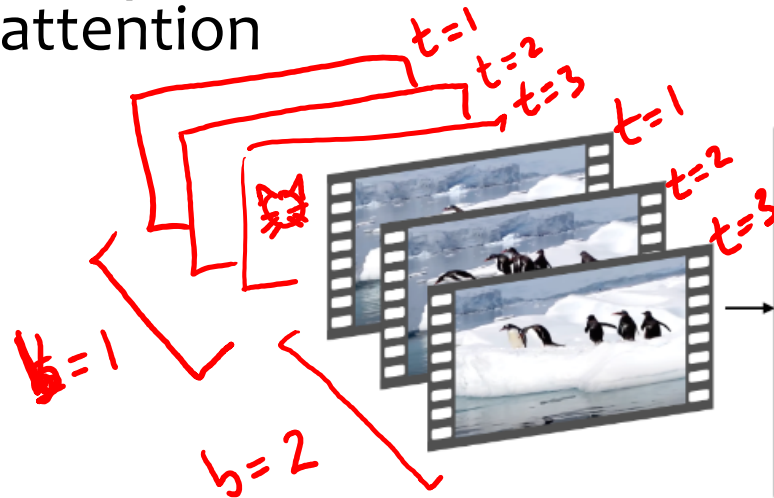 attention
t=1
t=2
t=3
t=1
t=2
t=3
b=1
b=2